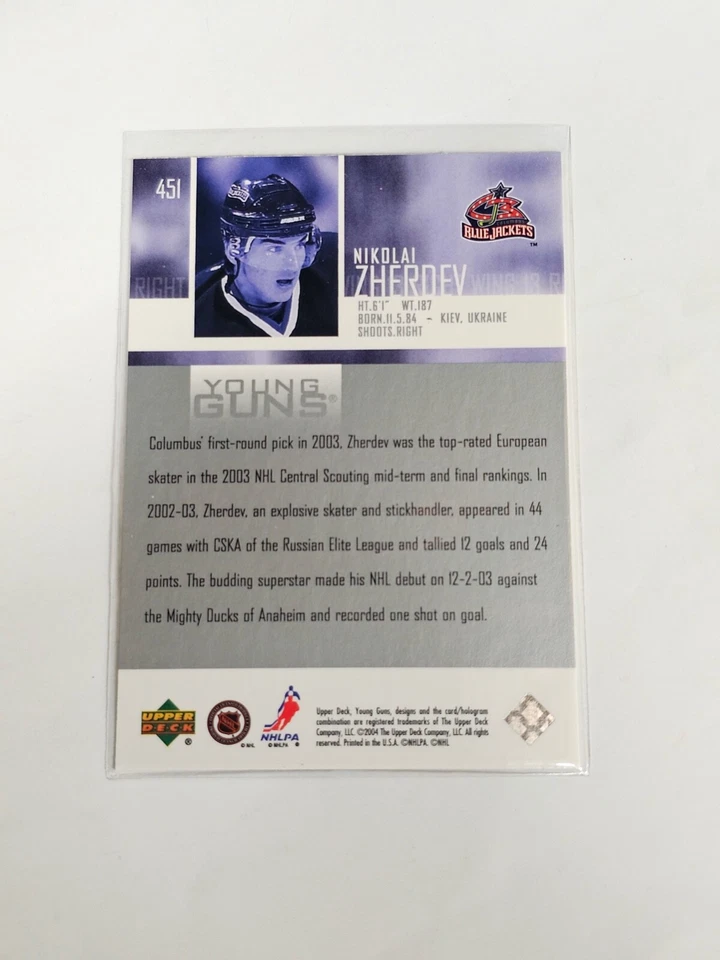 451
BLUE JACKETS
TM
NIKOLAI
ZHERDEV
RIGHT
WING 13 RI
HT.6'1" WT.187
BORN.11.5.84 - KIEV, UKRAINE
SHOOTS.RIGHT
YOUNG
GUNS®
Columbus' first-round pick in 2003, Zherdev was the top-rated European
skater in the 2003 NHL Central Scouting mid-term and final rankings. In
2002-03, Zherdev, an explosive skater and stickhandler, appeared in 44
games with CSKA of the Russian Elite League and tallied 12 goals and 24
points. The budding superstar made his NHL debut on 12-2-03 against
the Mighty Ducks of Anaheim and recorded one shot on goal.
UPPER
DECK
®
© NHL
NHLPA
© NHLPA ®
Upper Deck, Young Guns, designs and the card/hologram
combination are registered trademarks of The Upper Deck
Company, LLC. ©2004 The Upper Deck Company, LLC. All rights
reserved. Printed in the U.S.A. ©NHLPA. ©NHL